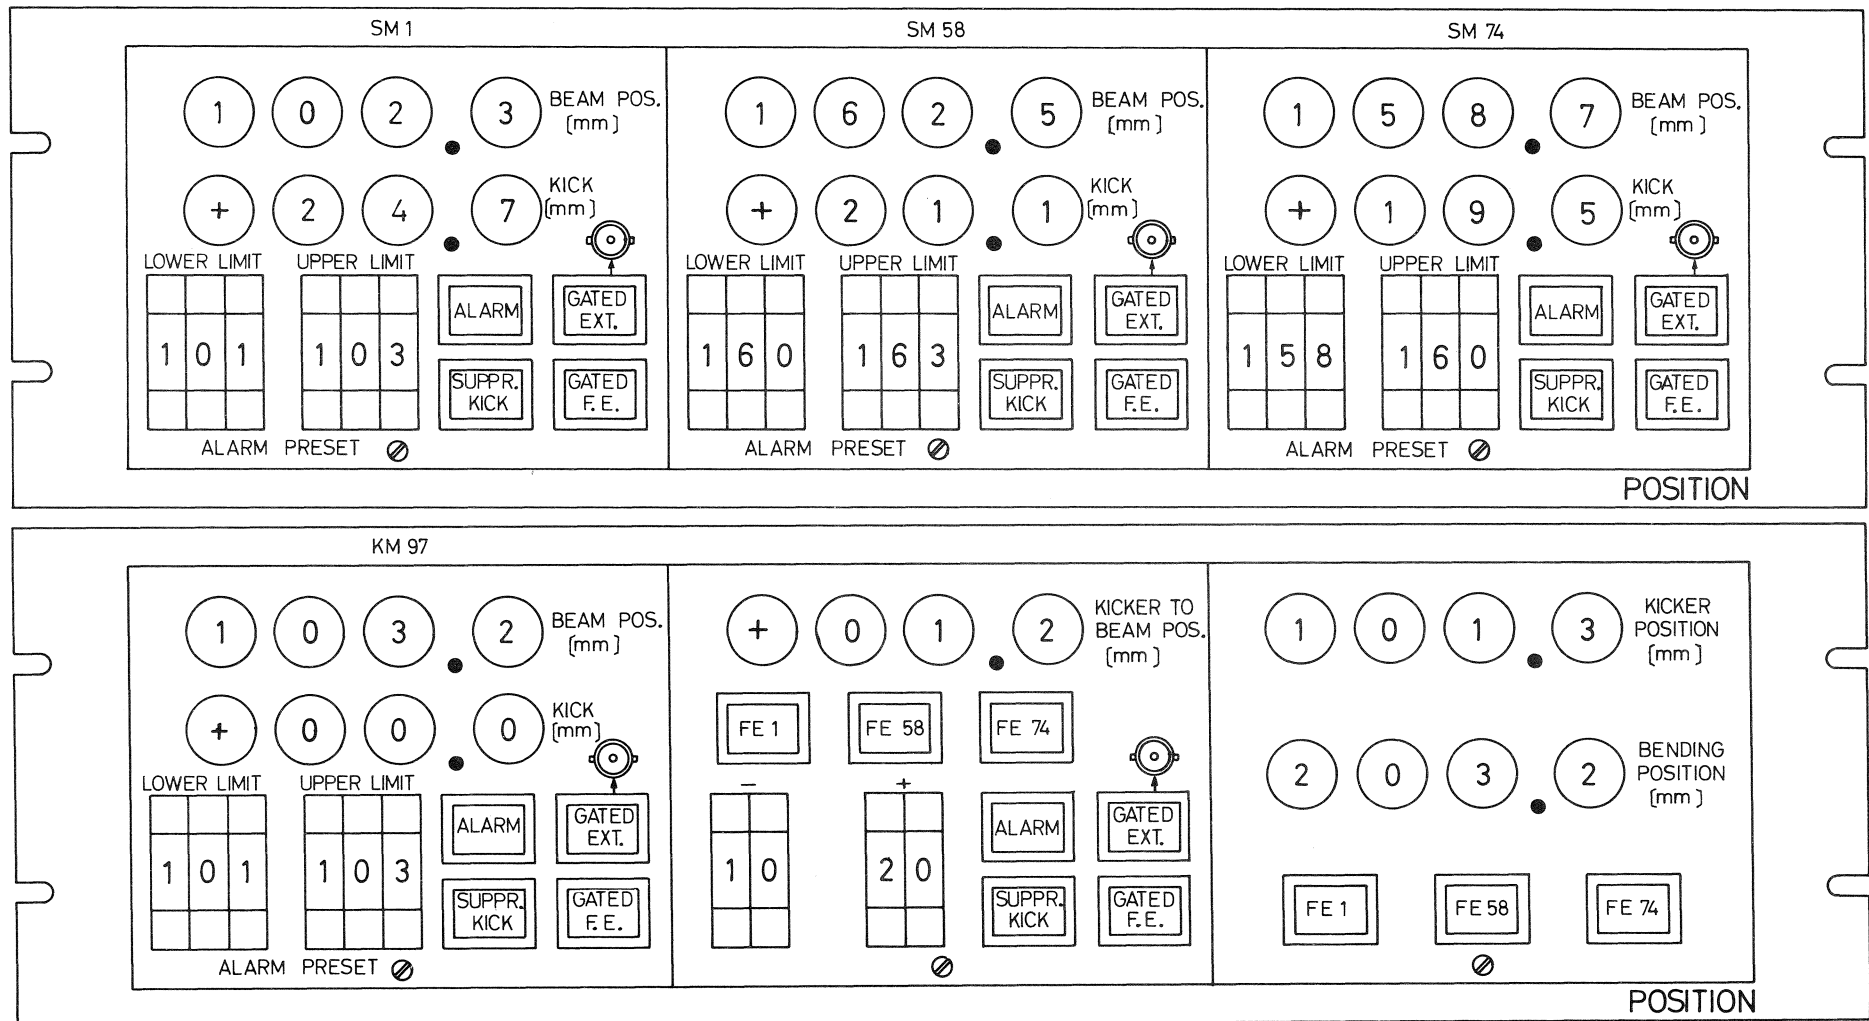 SM 1
SM 58
SM 74
1 0 2 . 3 BEAM POS.
[mm]
+ 2 4 . 7 KICK
[mm]
LOWER LIMIT UPPER LIMIT
1 0 1 1 0 3
ALARM
GATED
EXT.
SUPPR.
KICK
GATED
F.E.
ALARM PRESET
1 6 2 . 5 BEAM POS.
[mm]
+ 2 1 . 1 KICK
[mm]
LOWER LIMIT UPPER LIMIT
1 6 0 1 6 3
ALARM
GATED
EXT.
SUPPR.
KICK
GATED
F.E.
ALARM PRESET
1 5 8 . 7 BEAM POS.
[mm]
+ 1 9 . 5 KICK
[mm]
LOWER LIMIT UPPER LIMIT
1 5 8 1 6 0
ALARM
GATED
EXT.
SUPPR.
KICK
GATED
F.E.
ALARM PRESET
POSITION
KM 97
1 0 3 . 2 BEAM POS.
[mm]
+ 0 0 . 0 KICK
[mm]
LOWER LIMIT UPPER LIMIT
1 0 1 1 0 3
ALARM
GATED
EXT.
SUPPR.
KICK
GATED
F.E.
ALARM PRESET
+ 0 1 . 2 KICKER TO
BEAM POS.
[mm]
FE 1 FE 58 FE 74
− +
1 0 2 0
ALARM
GATED
EXT.
SUPPR.
KICK
GATED
F.E.
1 0 1 . 3 KICKER
POSITION
[mm]
2 0 3 . 2 BENDING
POSITION
[mm]
FE 1 FE 58 FE 74
POSITION